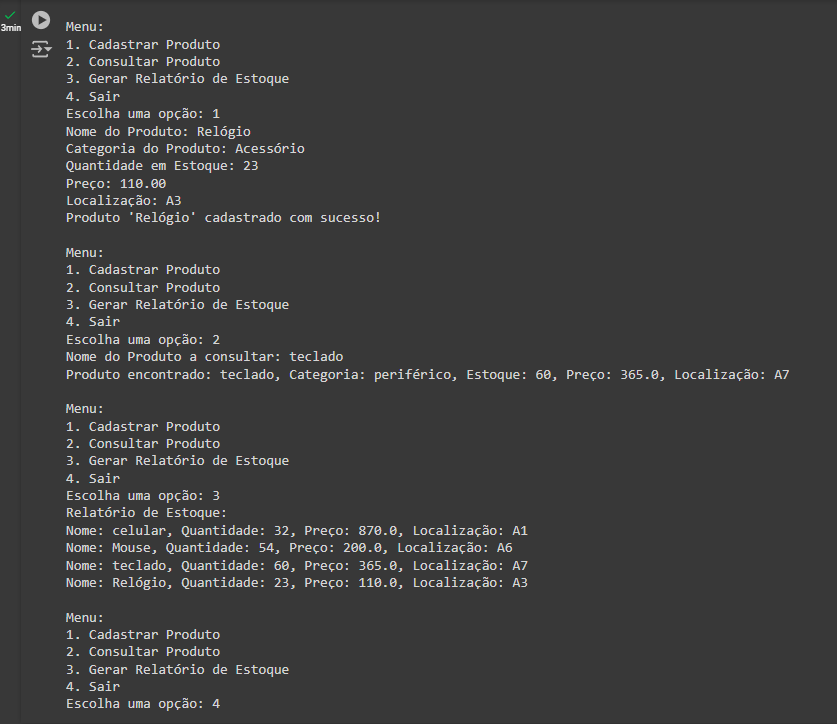 3min
Menu:
1. Cadastrar Produto
2. Consultar Produto
3. Gerar Relatório de Estoque
4. Sair
Escolha uma opção: 1
Nome do Produto: Relógio
Categoria do Produto: Acessório
Quantidade em Estoque: 23
Preço: 110.00
Localização: A3
Produto 'Relógio' cadastrado com sucesso!
Menu:
1. Cadastrar Produto
2. Consultar Produto
3. Gerar Relatório de Estoque
4. Sair
Escolha uma opção: 2
Nome do Produto a consultar: teclado
Produto encontrado: teclado, Categoria: periférico, Estoque: 60, Preço: 365.0, Localização: A7
Menu:
1. Cadastrar Produto
2. Consultar Produto
3. Gerar Relatório de Estoque
4. Sair
Escolha uma opção: 3
Relatório de Estoque:
Nome: celular, Quantidade: 32, Preço: 870.0, Localização: A1
Nome: Mouse, Quantidade: 54, Preço: 200.0, Localização: A6
Nome: teclado, Quantidade: 60, Preço: 365.0, Localização: A7
Nome: Relógio, Quantidade: 23, Preço: 110.0, Localização: A3
Menu:
1. Cadastrar Produto
2. Consultar Produto
3. Gerar Relatório de Estoque
4. Sair
Escolha uma opção: 4